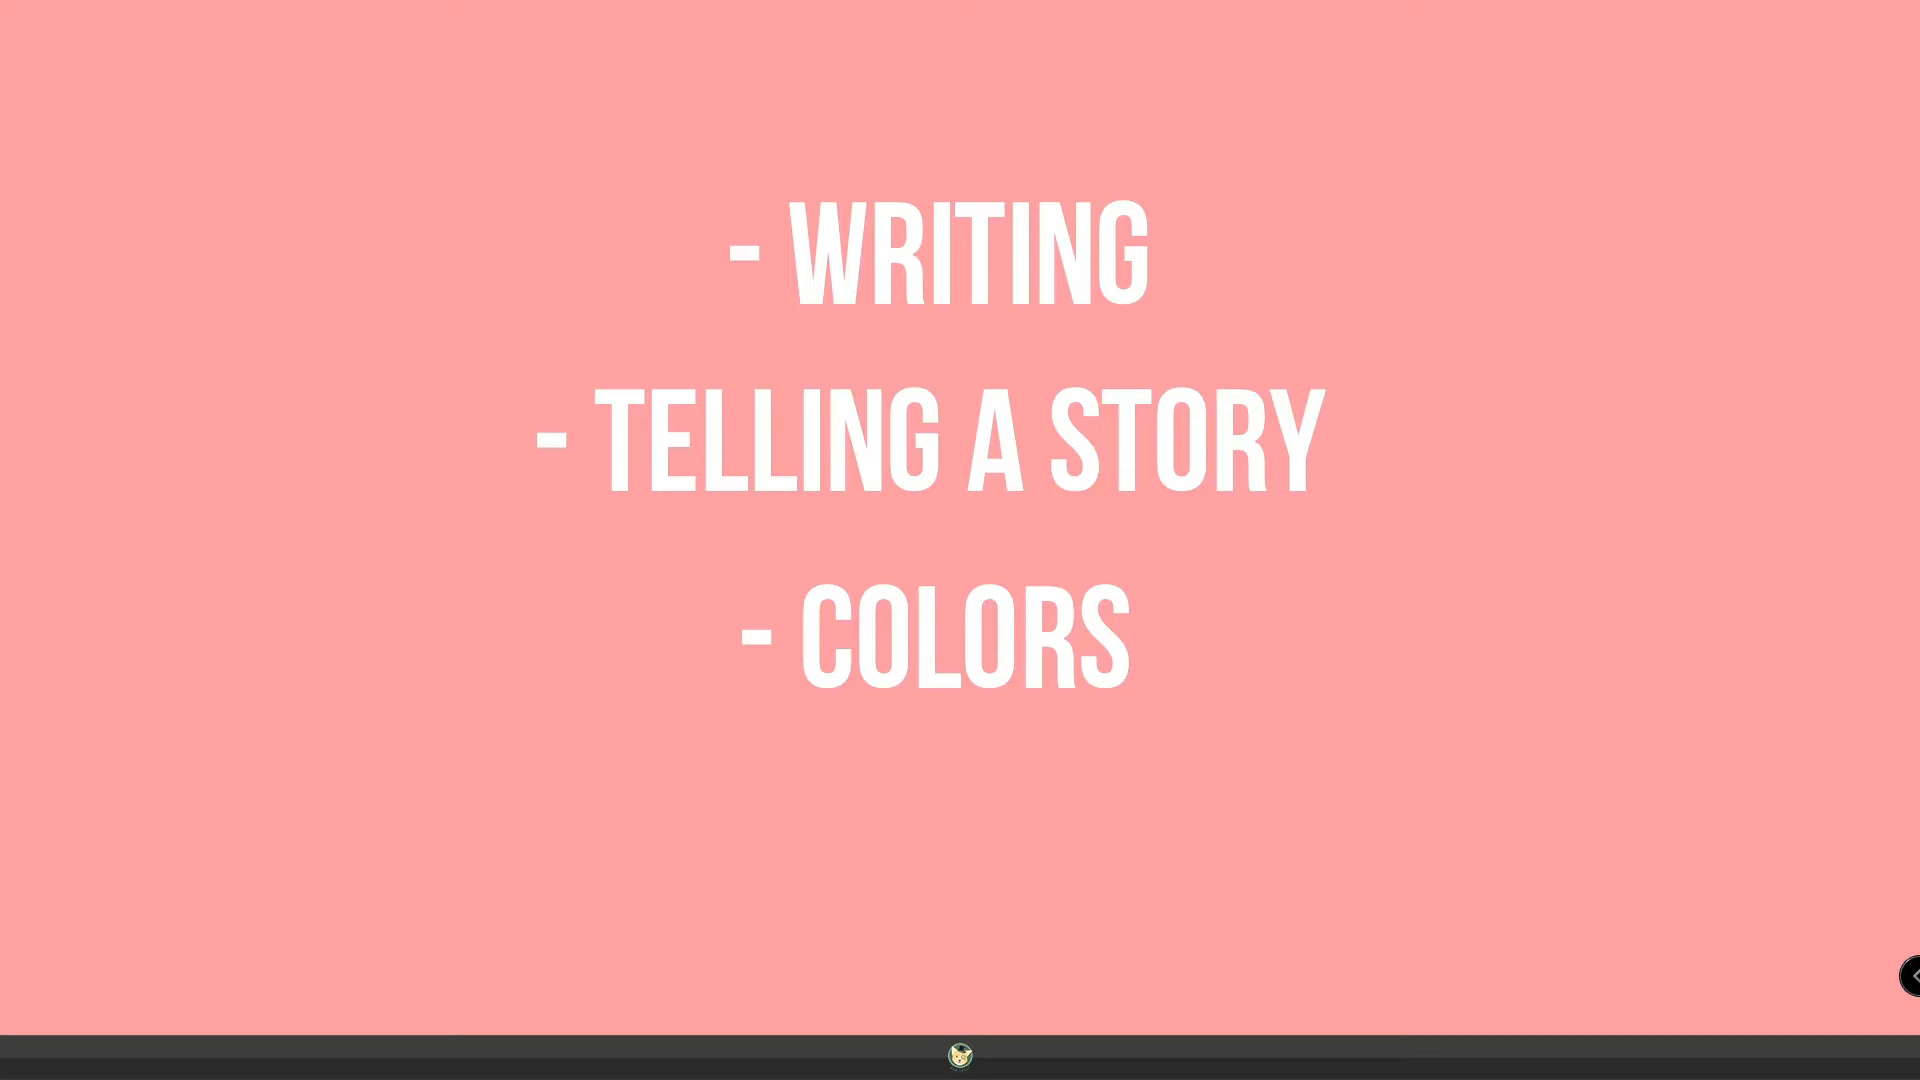 - WRITING
- TELLING A STORY
- COLORS